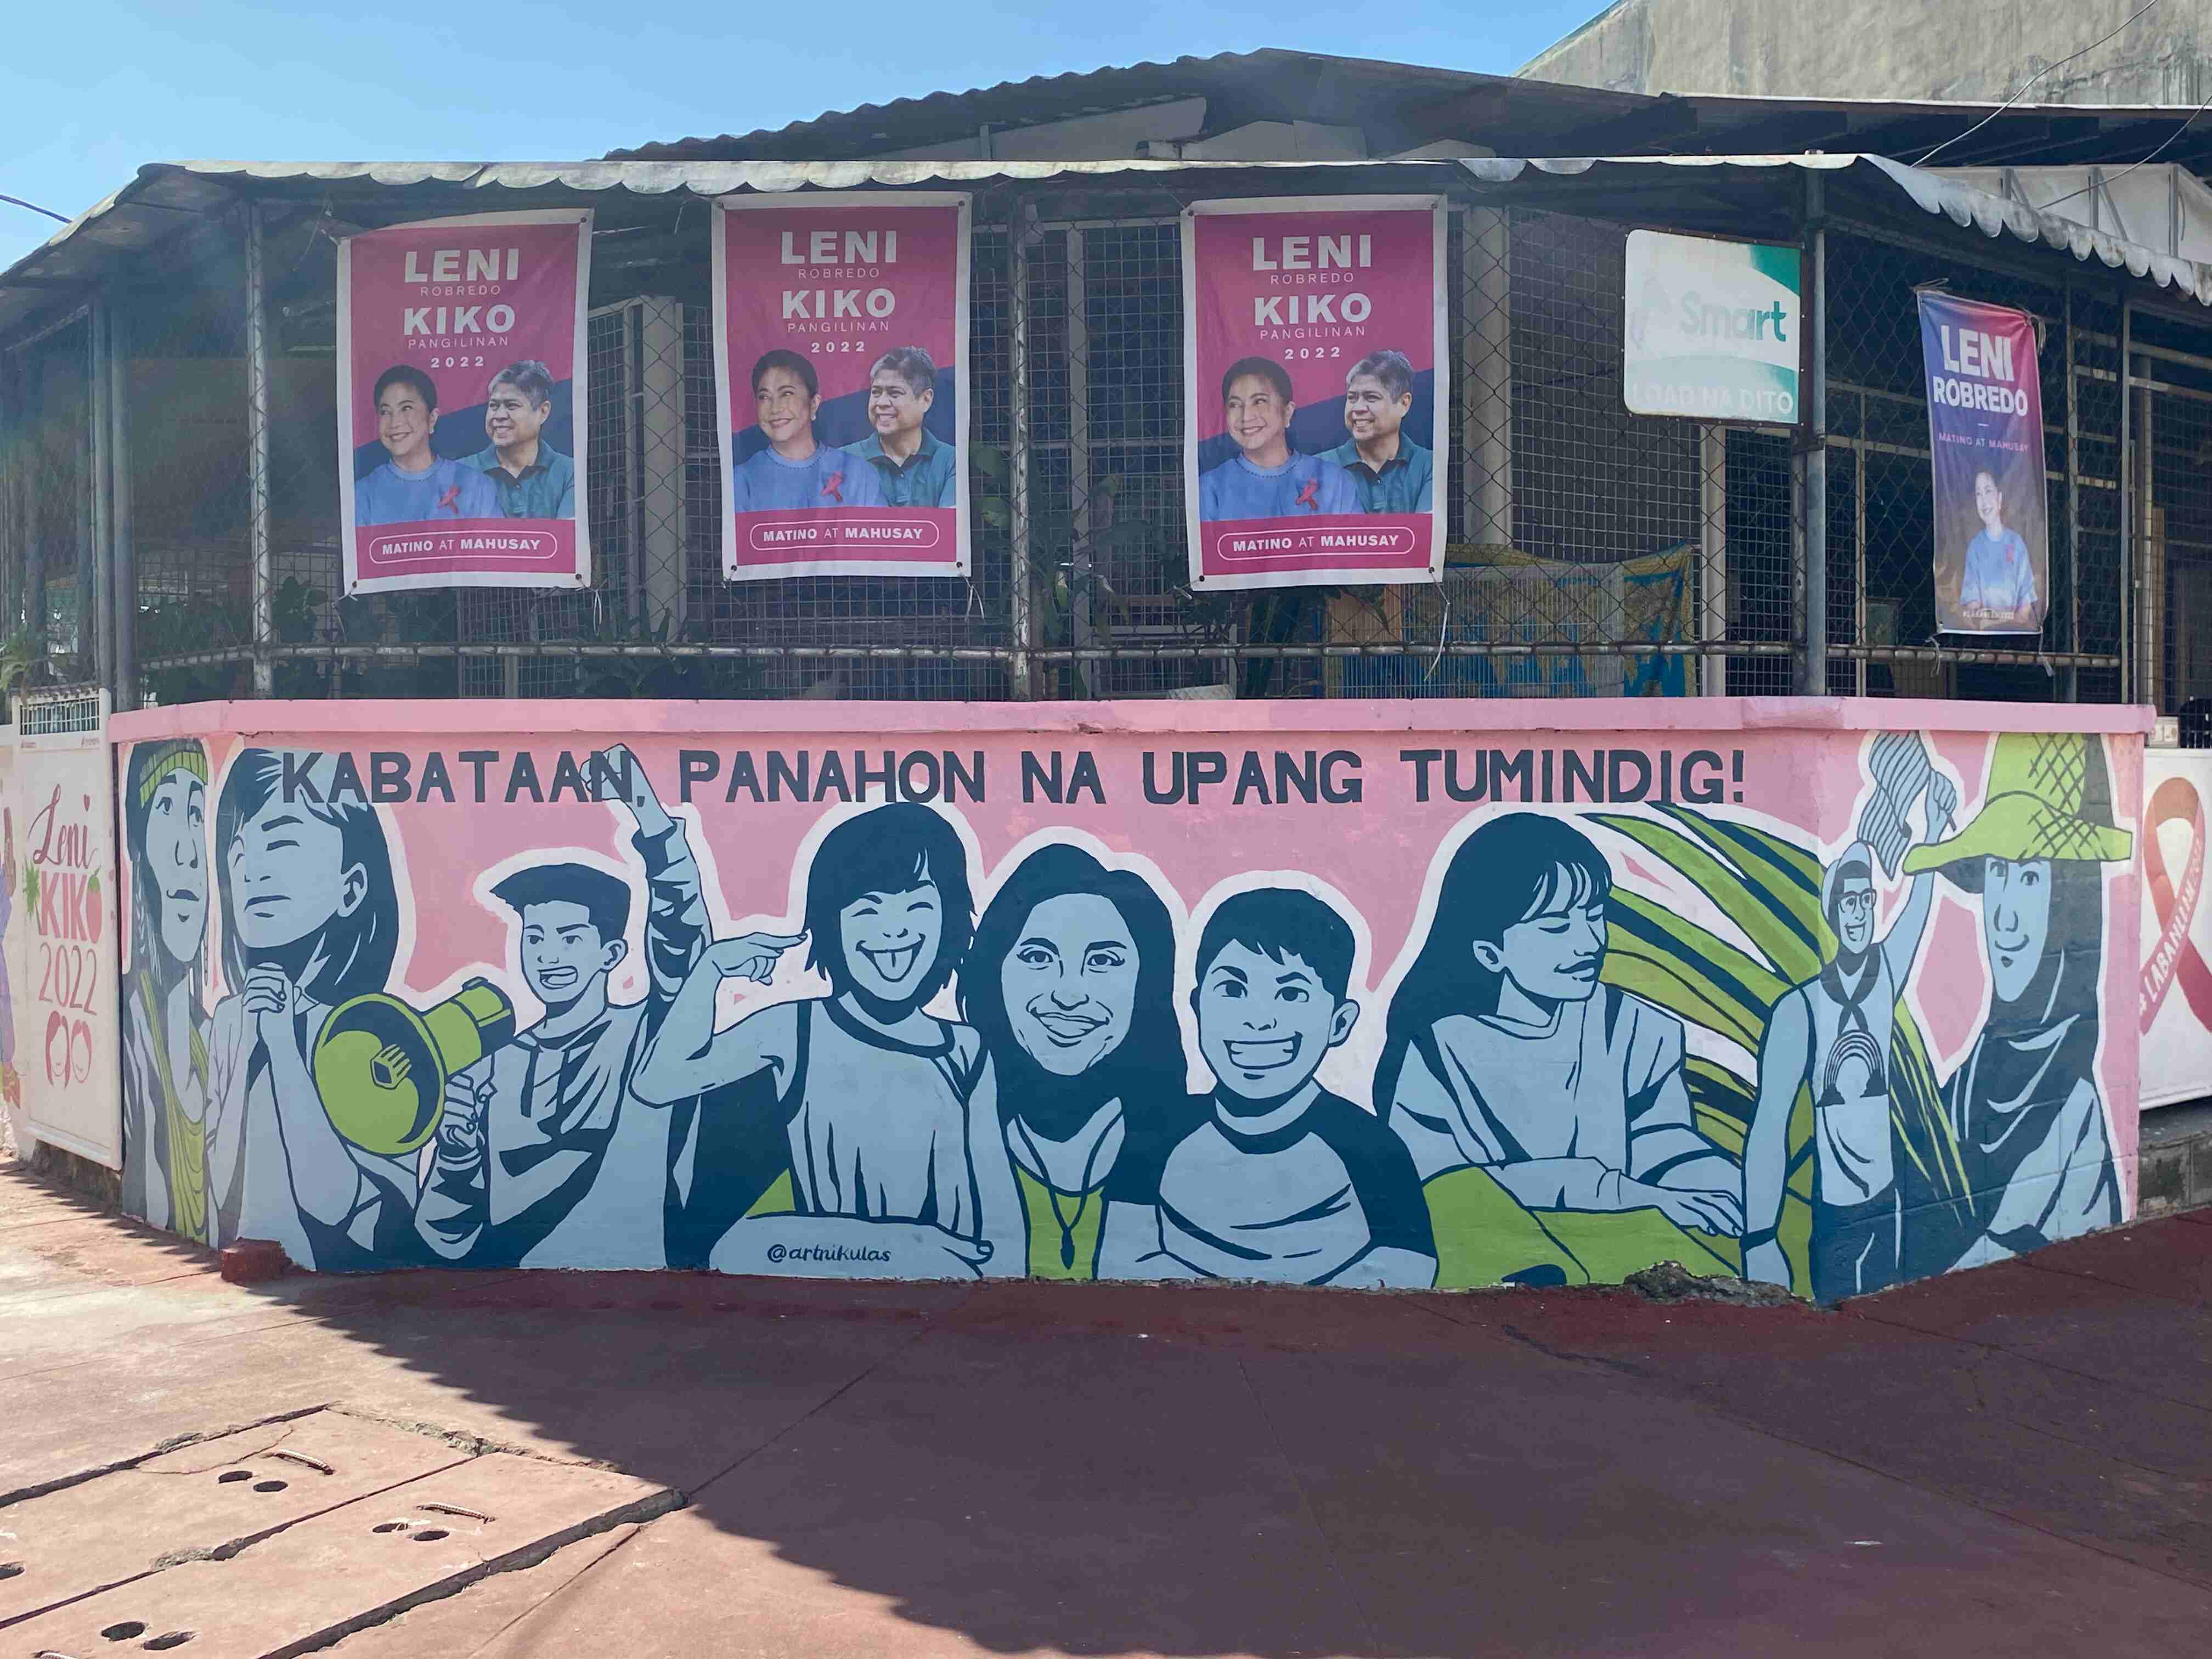 LENI
ROBREDO
KIKO
PANGILINAN
2022
MATINO AT MAHUSAY
LENI
ROBREDO
KIKO
PANGILINAN
2022
MATINO AT MAHUSAY
LENI
ROBREDO
KIKO
PANGILINAN
2022
MATINO AT MAHUSAY
Smart
LOAD NA DITO
LENI
ROBREDO
MATINO AT MAHUSAY
KABATAAN, PANAHON NA UPANG TUMINDIG!
Leni
KIKO
2022
@artnikulas